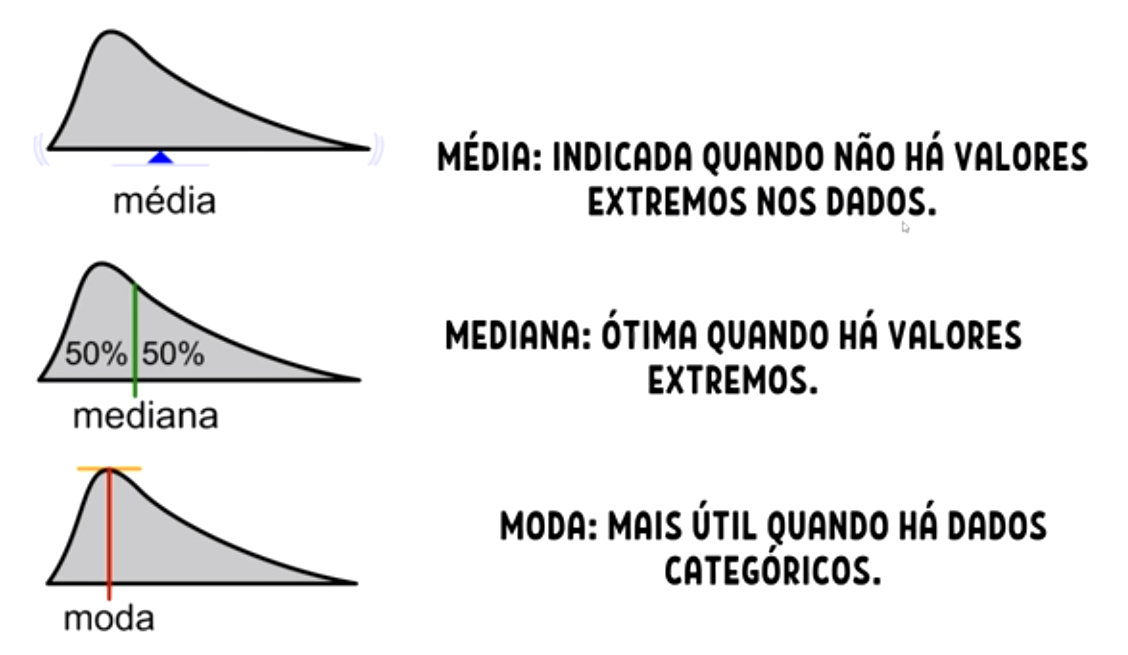 média
MÉDIA: INDICADA QUANDO NÃO HÁ VALORES
EXTREMOS NOS DADOS.
50% 50%
mediana
MEDIANA: ÓTIMA QUANDO HÁ VALORES
EXTREMOS.
moda
MODA: MAIS ÚTIL QUANDO HÁ DADOS
CATEGÓRICOS.